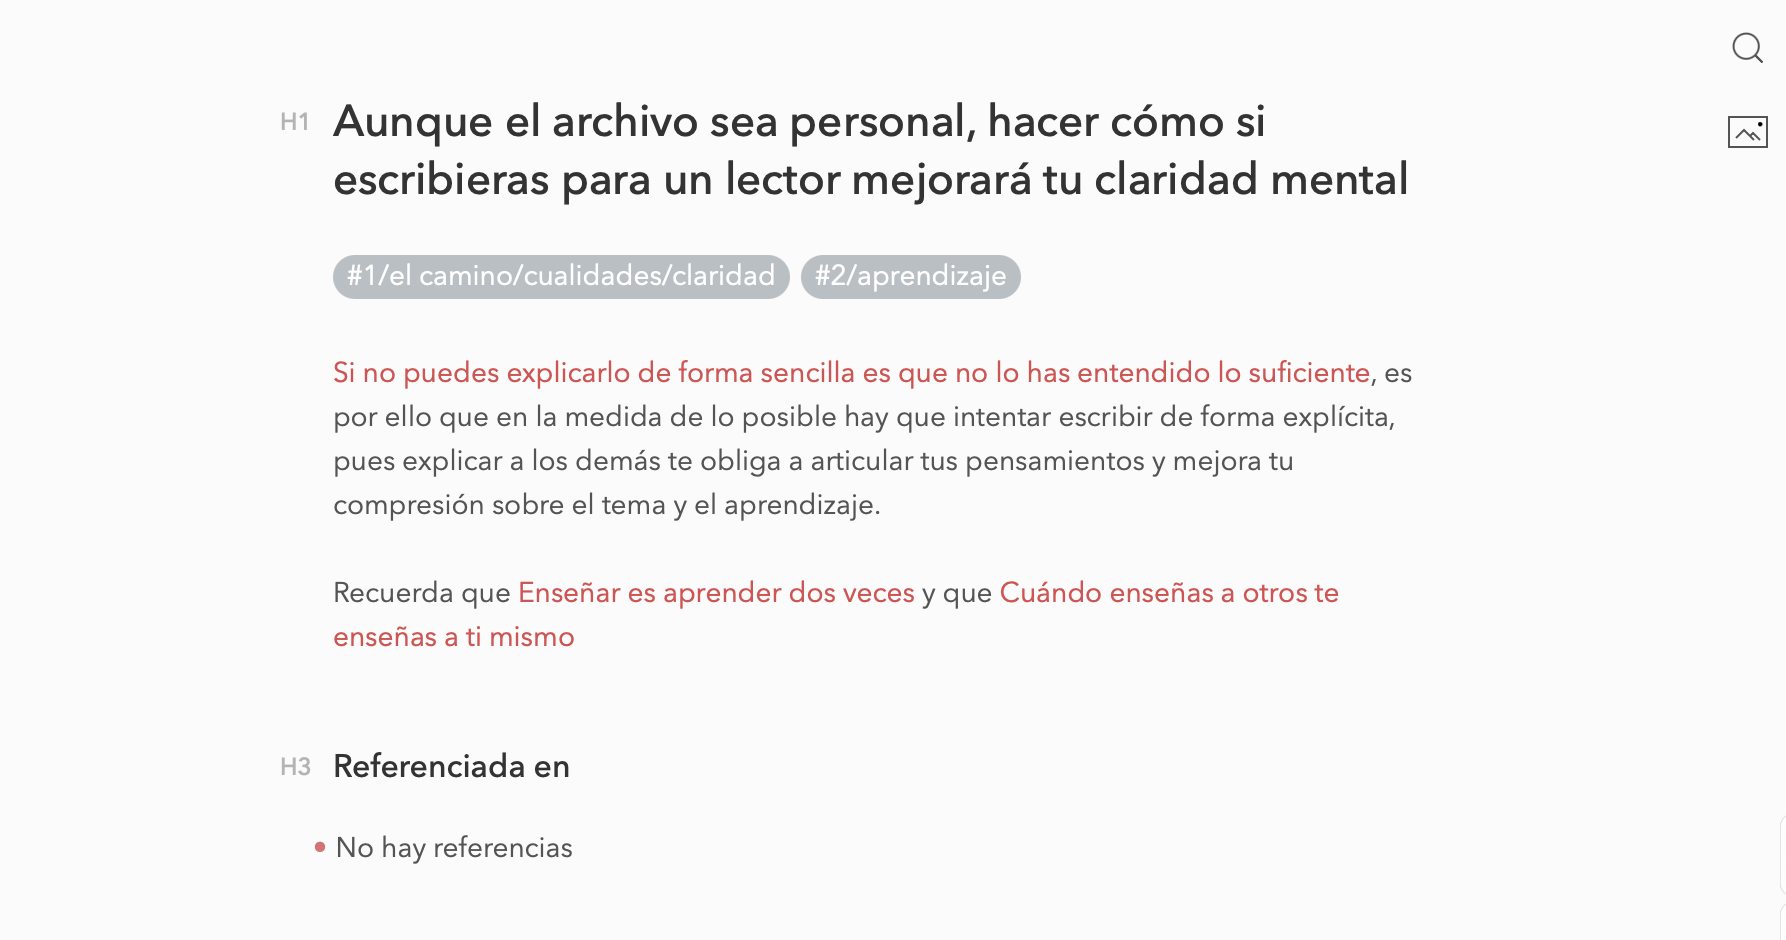 H1 Aunque el archivo sea personal, hacer cómo si
escribieras para un lector mejorará tu claridad mental
#1/el camino/cualidades/claridad #2/aprendizaje
Si no puedes explicarlo de forma sencilla es que no lo has entendido lo suficiente, es
por ello que en la medida de lo posible hay que intentar escribir de forma explícita,
pues explicar a los demás te obliga a articular tus pensamientos y mejora tu
compresión sobre el tema y el aprendizaje.
Recuerda que Enseñar es aprender dos veces y que Cuándo enseñas a otros te
enseñas a ti mismo
H3 Referenciada en
• No hay referencias